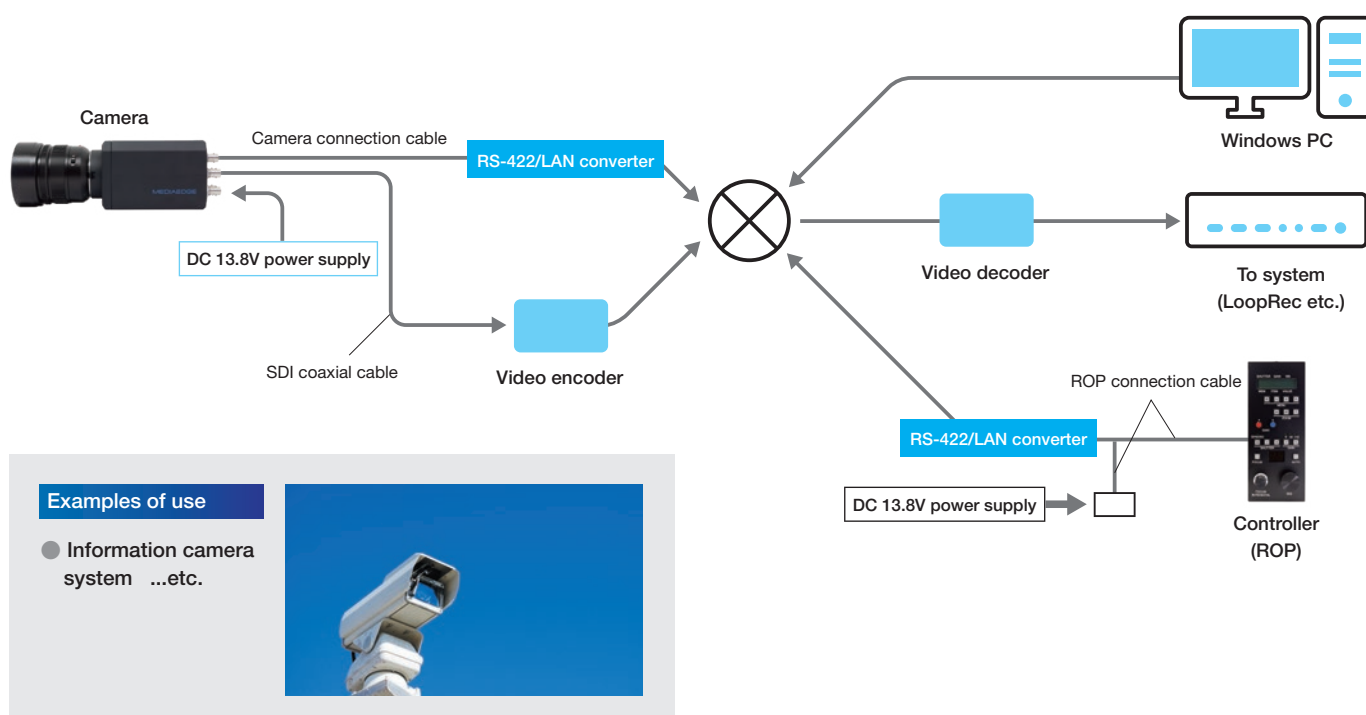 Camera
Camera connection cable
RS-422/LAN converter
MEDIAEDGE
DC 13.8V power supply
SDI coaxial cable
Video encoder
Windows PC
Video decoder
To system
(LoopRec etc.)
ROP connection cable
RS-422/LAN converter
DC 13.8V power supply
Controller
(ROP)
Examples of use
Information camera
system ...etc.